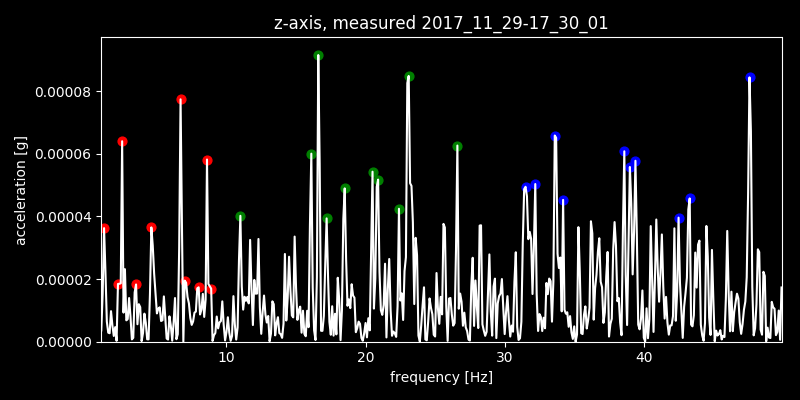 z-axis, measured 2017_11_29-17_30_01
acceleration [g]
0.00008
0.00006
0.00004
0.00002
0.00000
10 20 30 40
frequency [Hz]